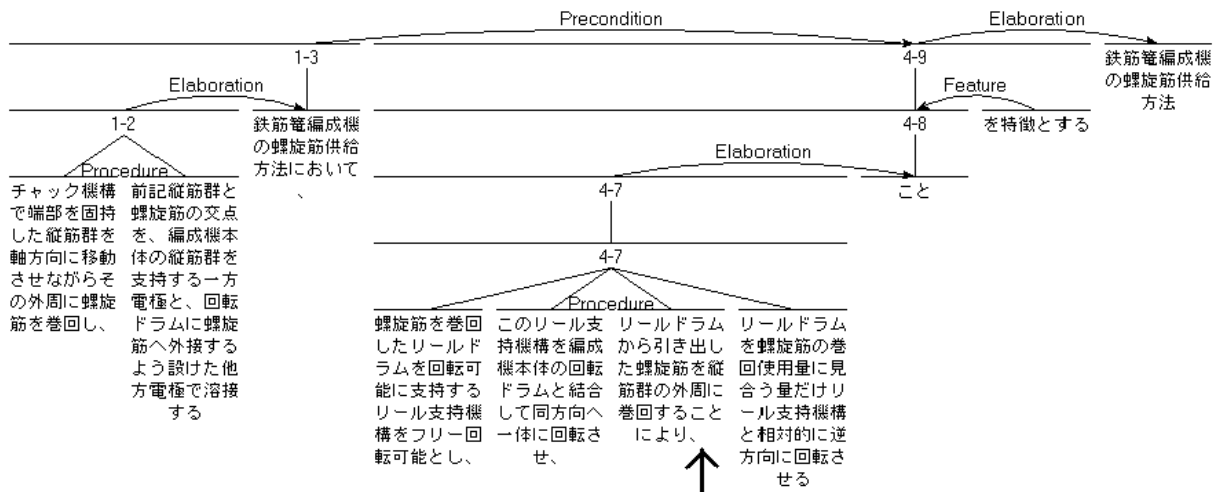 Precondition
Elaboration
1-3
4-9
鉄筋篭編成機
の螺旋筋供給
方法
Elaboration
Feature
1-2
鉄筋篭編成機
の螺旋筋供給
方法において
、
4-8
を特徴とする
Procedure
Elaboration
チャック機構
で端部を固持
した縦筋群を
軸方向に移動
させながらそ
の外周に螺旋
筋を巻回し、
前記縦筋群と
螺旋筋の交点
を、編成機本
体の縦筋群を
支持する一方
電極と、回転
ドラムに螺旋
筋へ外接する
よう設けた他
方電極で溶接
する
4-7
こと
4-7
Procedure
螺旋筋を巻回
したリールド
ラムを回転可
能に支持する
リール支持機
構をフリー回
転可能とし、
このリール支
持機構を編成
機本体の回転
ドラムと結合
して同方向へ
一体に回転さ
せ、
リールドラム
から引き出し
た螺旋筋を縦
筋群の外周に
巻回すること
により、
リールドラム
を螺旋筋の巻
回使用量に見
合う量だけリ
ール支持機構
と相対的に逆
方向に回転さ
せる